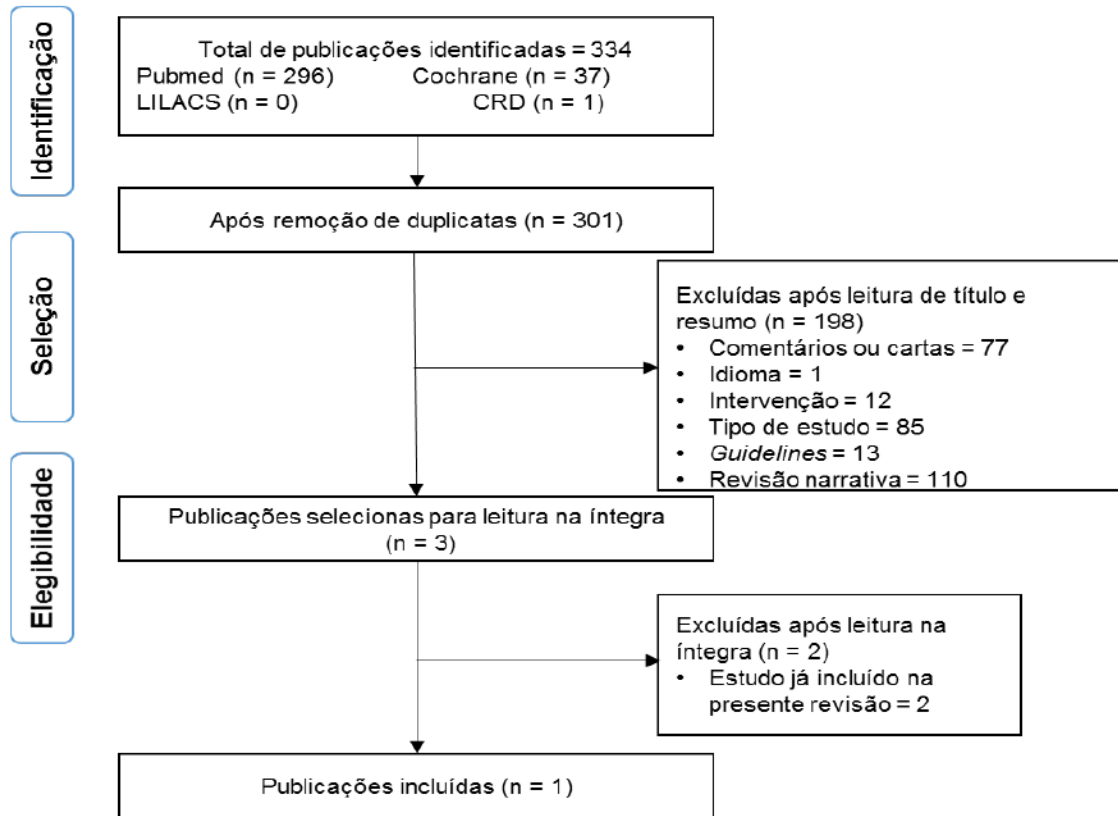 Identificação
Total de publicações identificadas = 334
Pubmed (n = 296) Cochrane (n = 37)
LILACS (n = 0) CRD (n = 1)
Após remoção de duplicatas (n = 301)
Seleção
Excluídas após leitura de título e
resumo (n = 198)
• Comentários ou cartas = 77
• Idioma = 1
• Intervenção = 12
• Tipo de estudo = 85
• Guidelines = 13
• Revisão narrativa = 110
Elegibilidade
Publicações selecionas para leitura na íntegra
(n = 3)
Excluídas após leitura na
íntegra (n = 2)
• Estudo já incluído na
presente revisão = 2
Publicações incluídas (n = 1)